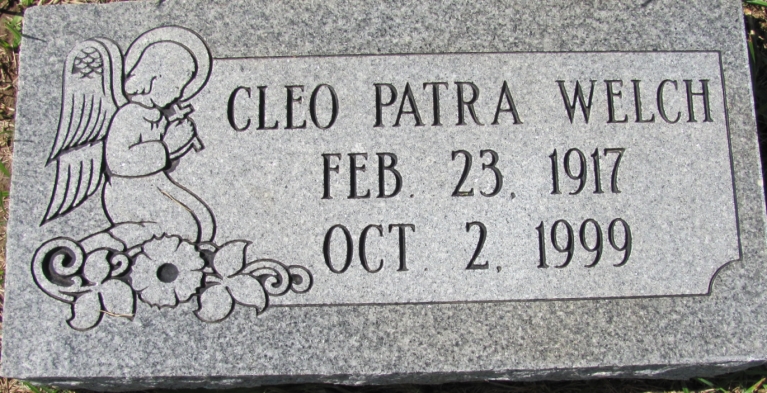 CLEO PATRA WELCH
FEB. 23, 1917
OCT. 2, 1999